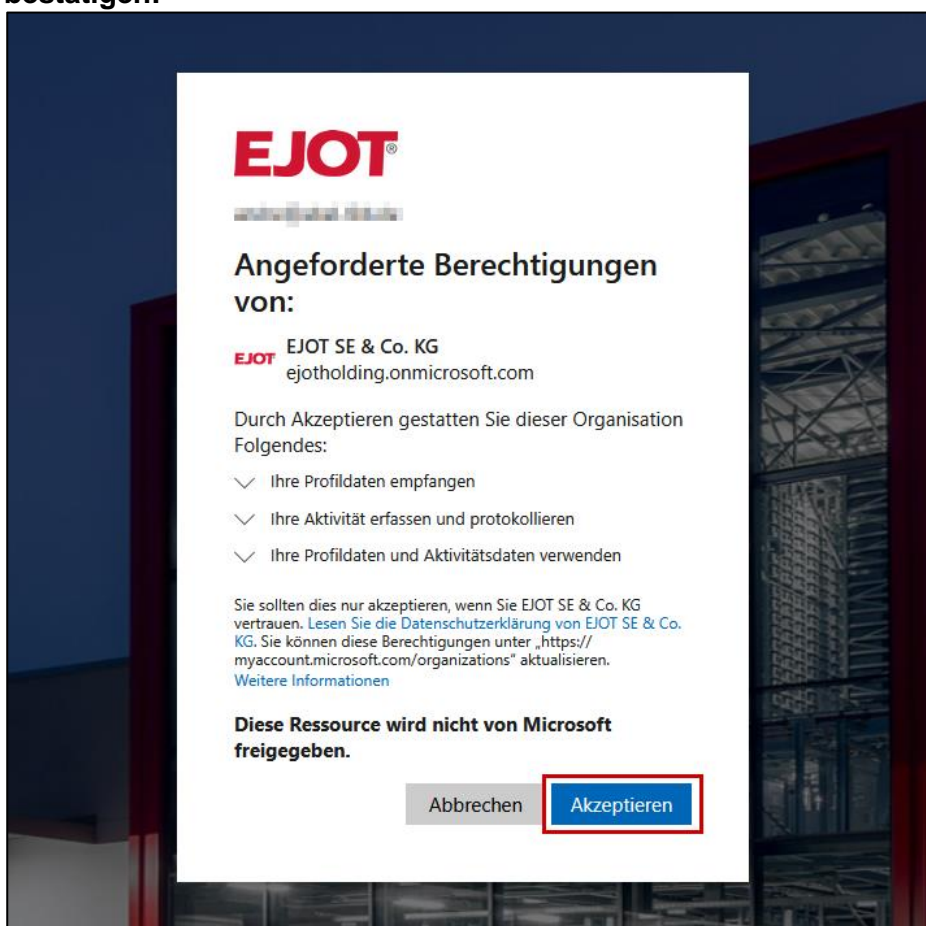 bestätigen.
EJOT®
Angeforderte Berechtigungen
von:
EJOT
EJOT SE & Co. KG
ejotholding.onmicrosoft.com
Durch Akzeptieren gestatten Sie dieser Organisation
Folgendes:
Ihre Profildaten empfangen
Ihre Aktivität erfassen und protokollieren
Ihre Profildaten und Aktivitätsdaten verwenden
Sie sollten dies nur akzeptieren, wenn Sie EJOT SE & Co. KG
vertrauen. Lesen Sie die Datenschutzerklärung von EJOT SE & Co.
KG. Sie können diese Berechtigungen unter „https://
myaccount.microsoft.com/organizations" aktualisieren.
Weitere Informationen
Diese Ressource wird nicht von Microsoft
freigegeben.
Abbrechen
Akzeptieren